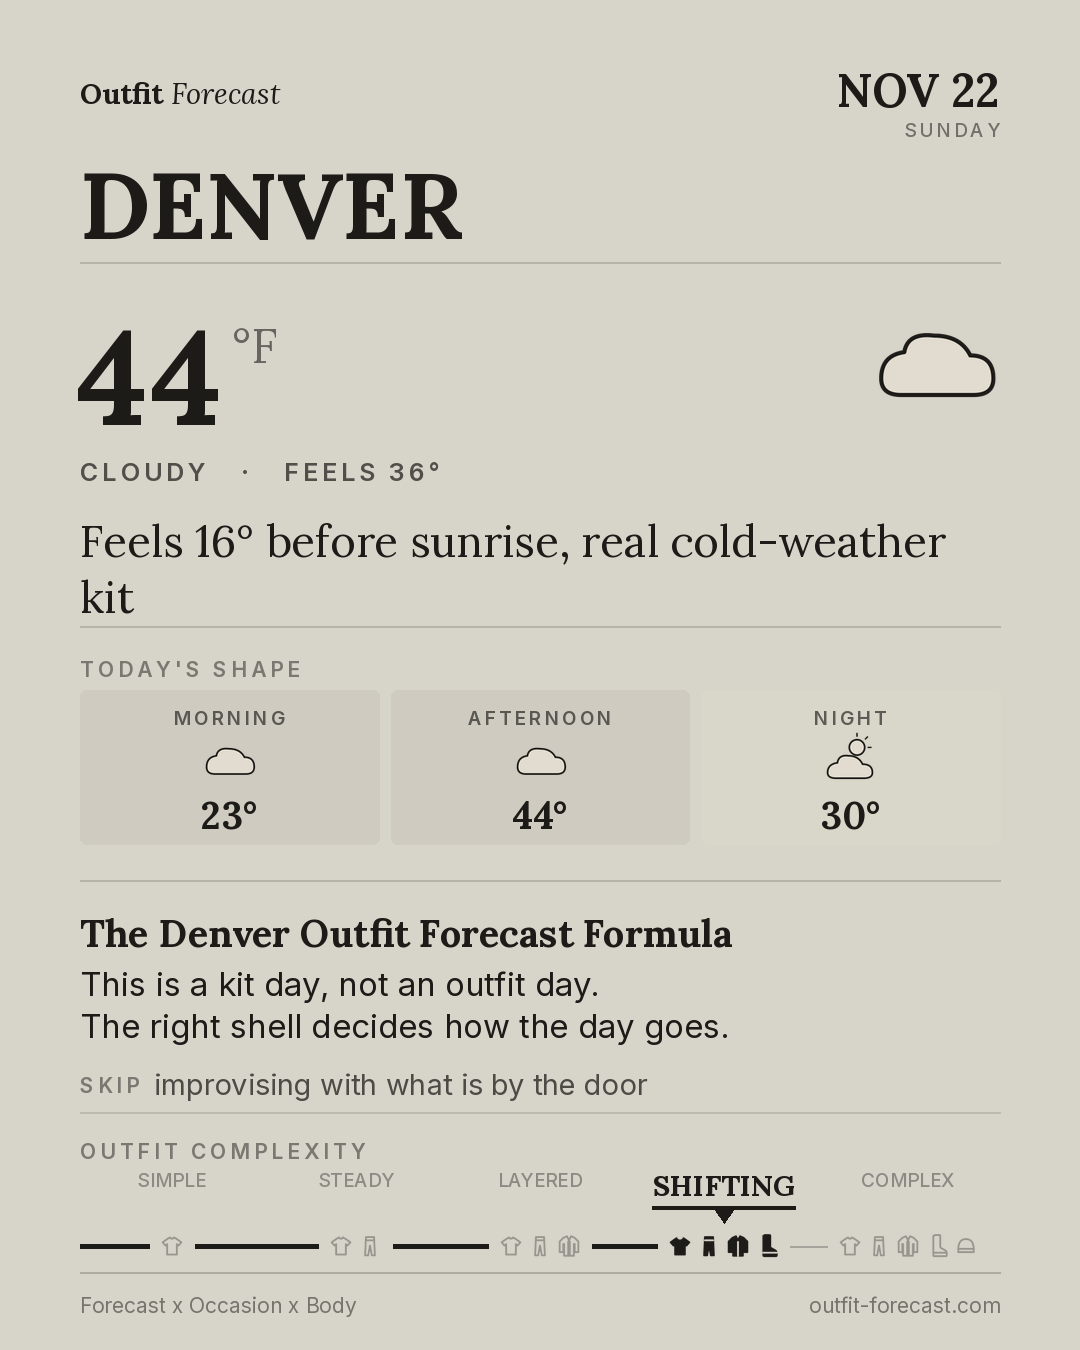 Outfit Forecast
NOV 22
SUNDAY
DENVER
44 °F
CLOUDY · FEELS 36°
Feels 16° before sunrise, real cold-weather
kit
TODAY'S SHAPE
MORNING
23°
AFTERNOON
44°
NIGHT
30°
The Denver Outfit Forecast Formula
This is a kit day, not an outfit day.
The right shell decides how the day goes.
SKIP improvising with what is by the door
OUTFIT COMPLEXITY
SIMPLE STEADY LAYERED SHIFTING COMPLEX
Forecast x Occasion x Body
outfit-forecast.com